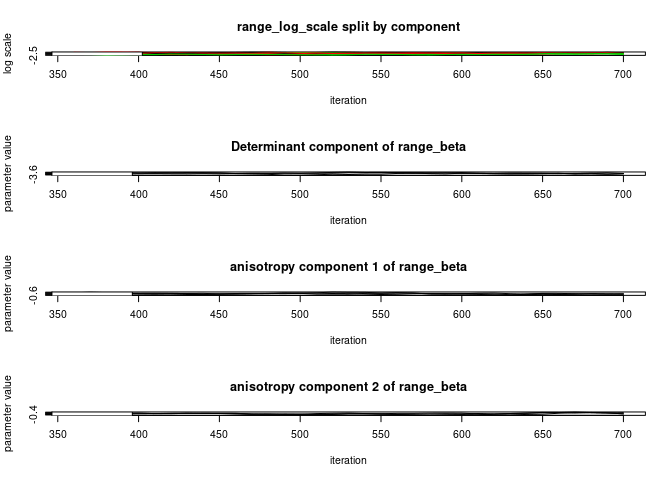 range_log_scale split by component
log scale
-2.5
350 400 450 500 550 600 650 700
iteration
Determinant component of range_beta
parameter value
-3.6
350 400 450 500 550 600 650 700
iteration
anisotropy component 1 of range_beta
parameter value
-0.6
350 400 450 500 550 600 650 700
iteration
anisotropy component 2 of range_beta
parameter value
-0.4
350 400 450 500 550 600 650 700
iteration